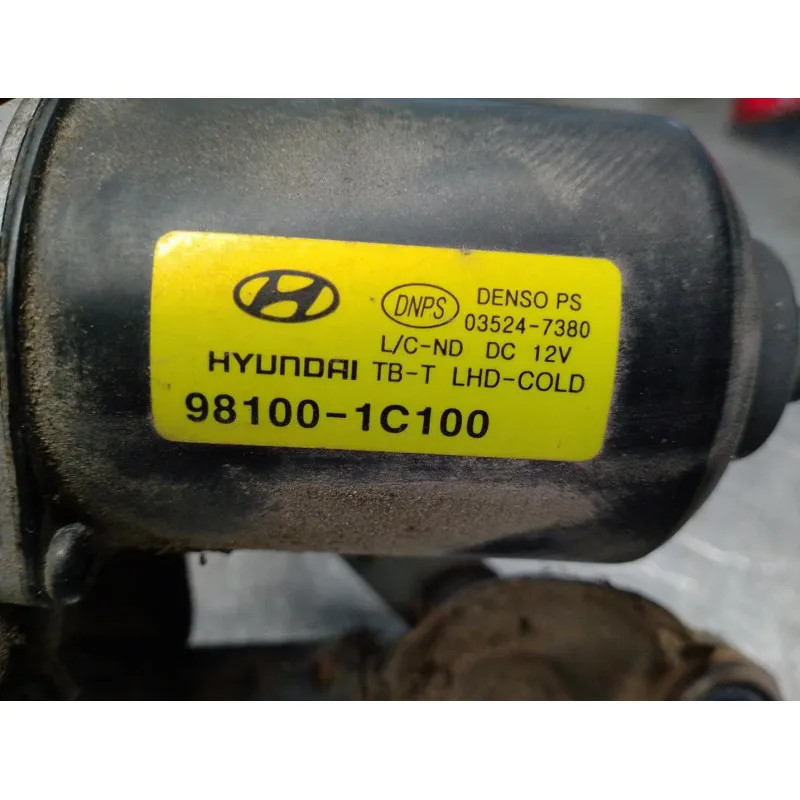 DNPS DENSO PS
03524-7380
L/C-ND DC 12V
HYUNDAI TB-T LHD-COLD
98100-1C100